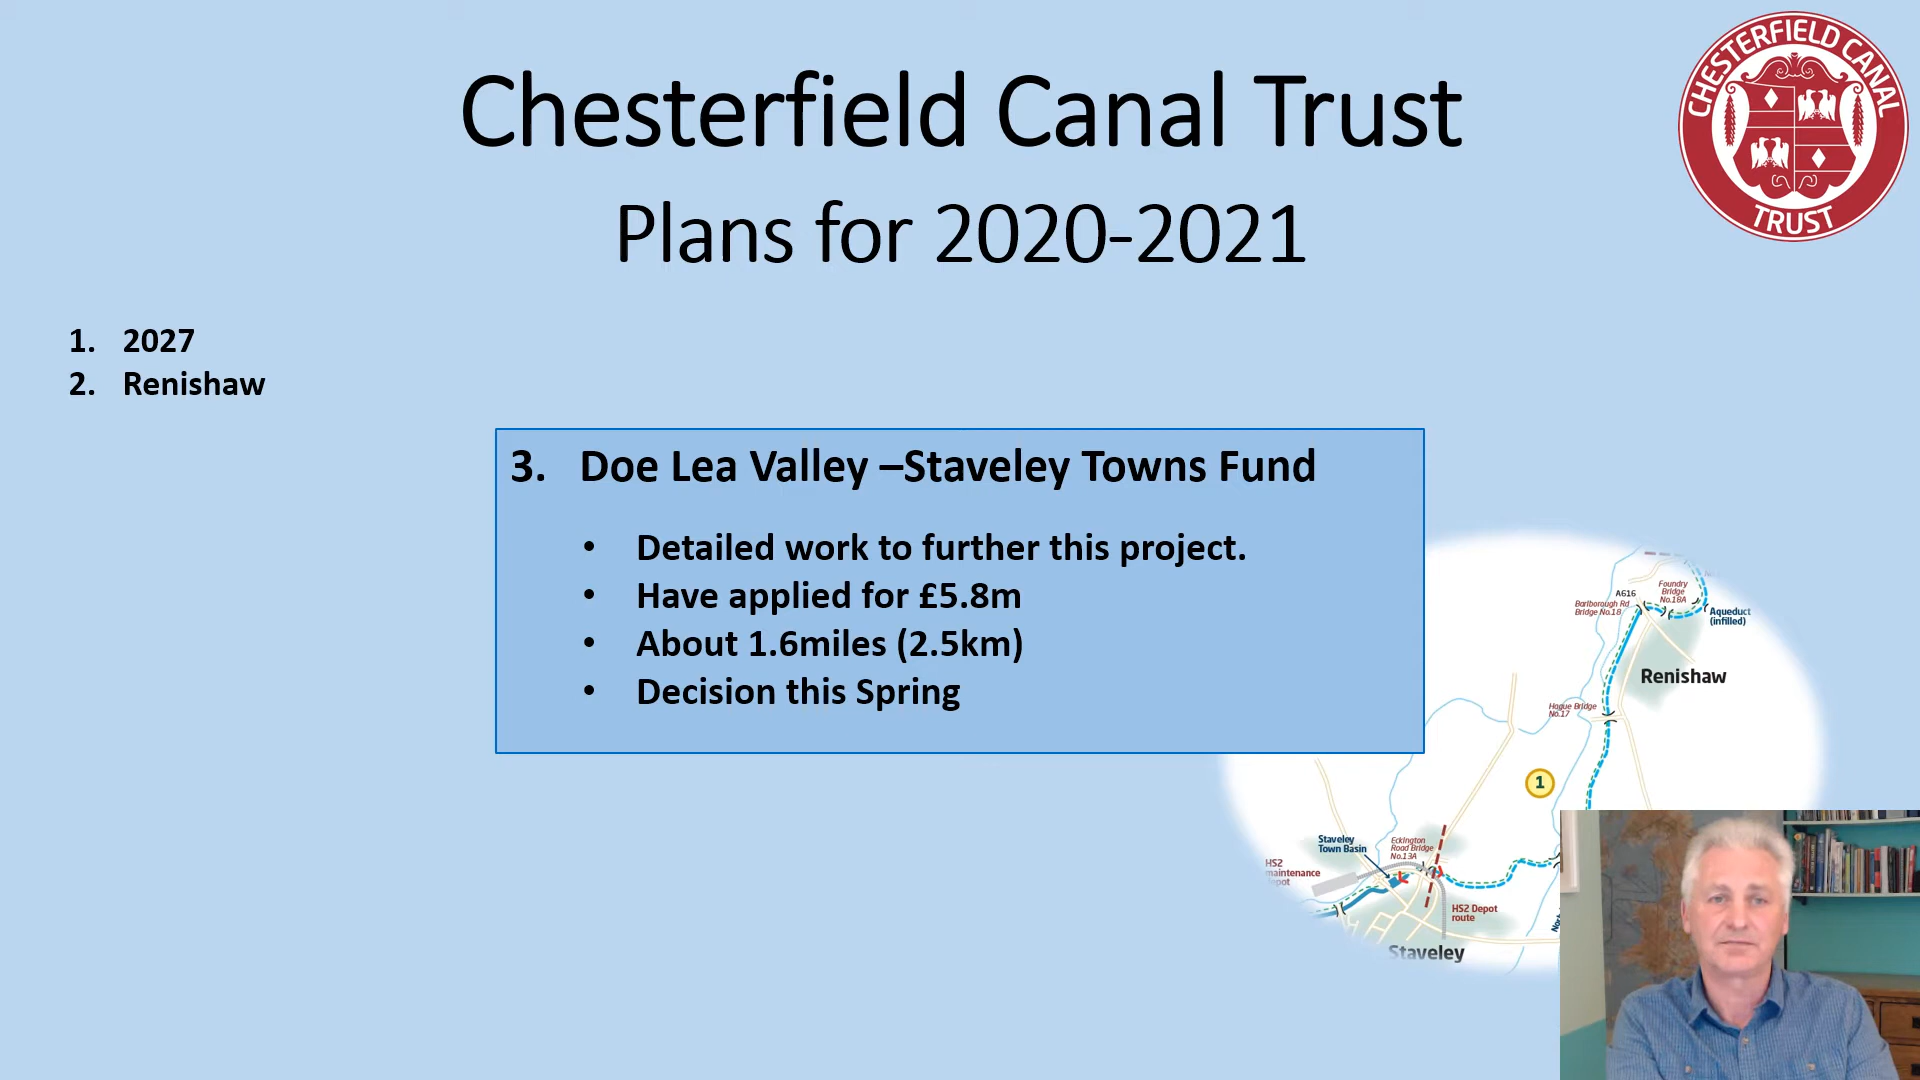 Chesterfield Canal Trust
CHESTERFIELD CANAL
TRUST
Plans for 2020-2021
1. 2027
2. Renishaw
3. Doe Lea Valley –Staveley Towns Fund
• Detailed work to further this project.
• Have applied for £5.8m
• About 1.6miles (2.5km)
• Decision this Spring
Foundry
Bridge
No.18A
A616
Barlborough Rd
Bridge No.18
Aqueduct
(infilled)
Renishaw
Hague Bridge
No.17
1
Staveley
Town Basin
Eckington
Road Bridge
No.13A
HS2
maintenance
depot
HS2 Depot
route
Staveley